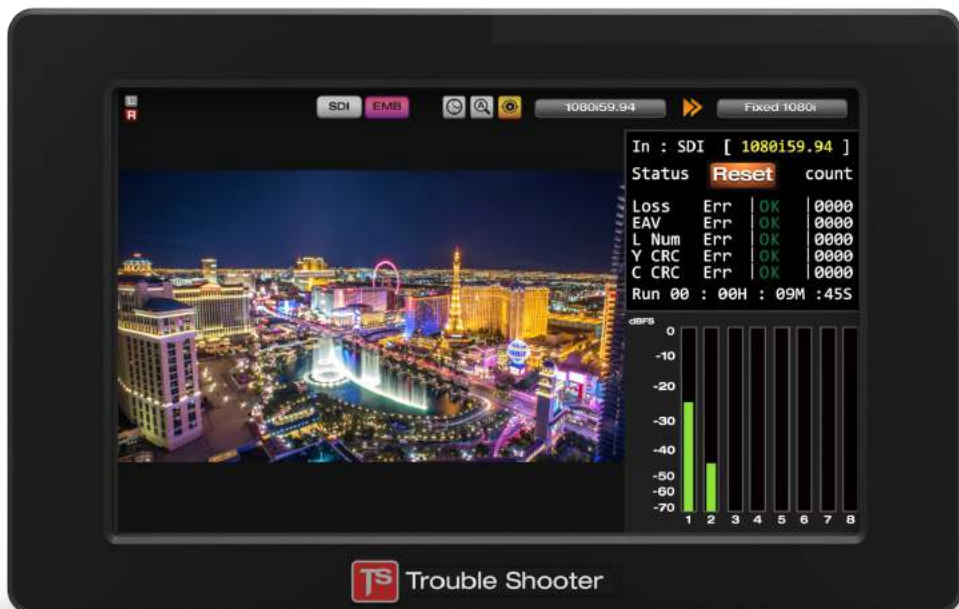 L
R
SDI EMB 1080i59.94 Fixed 1080i
In : SDI [ 1080i59.94 ]
Status Reset count
Loss Err OK 0000
EAV Err OK 0000
L Num Err OK 0000
Y CRC Err OK 0000
C CRC Err OK 0000
Run 00 : 00H : 09M :45S
dBFS
0
-10
-20
-30
-40
-50
-60
-70
1 2 3 4 5 6 7 8
TS Trouble Shooter